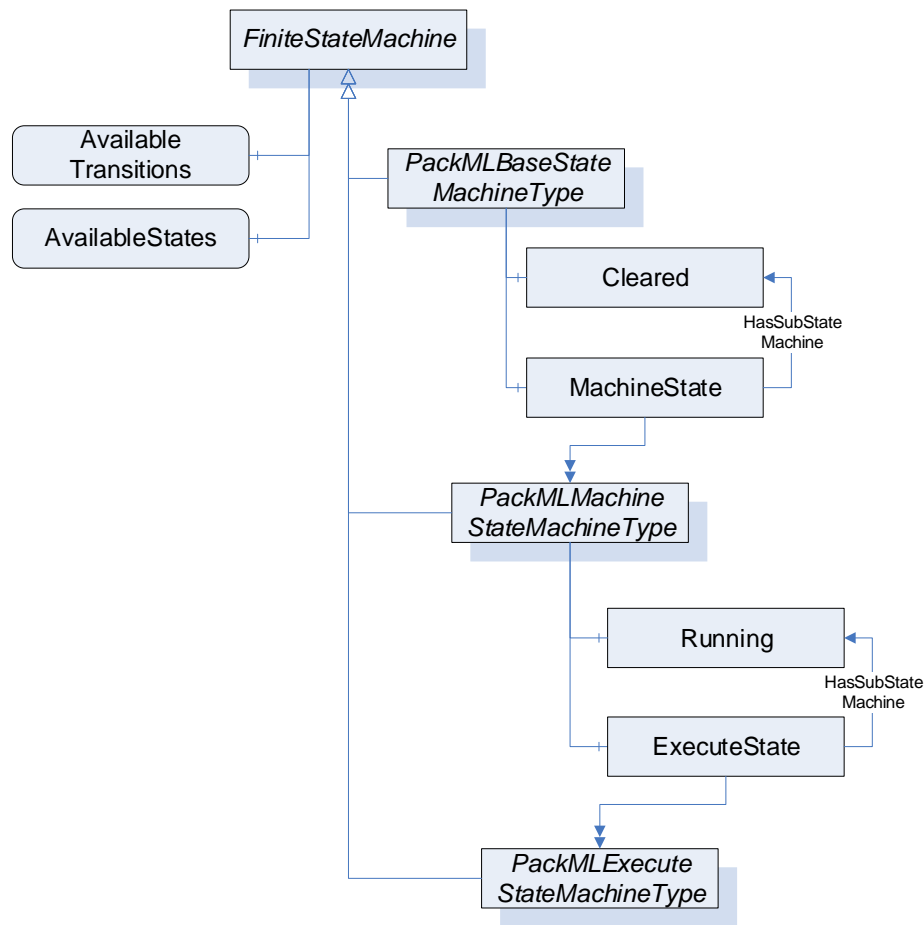 FiniteStateMachine
Available
Transitions
AvailableStates
PackMLBaseState
MachineType
Cleared
HasSubState
Machine
MachineState
PackMLMachine
StateMachineType
Running
HasSubState
Machine
ExecuteState
PackMLExecute
StateMachineType